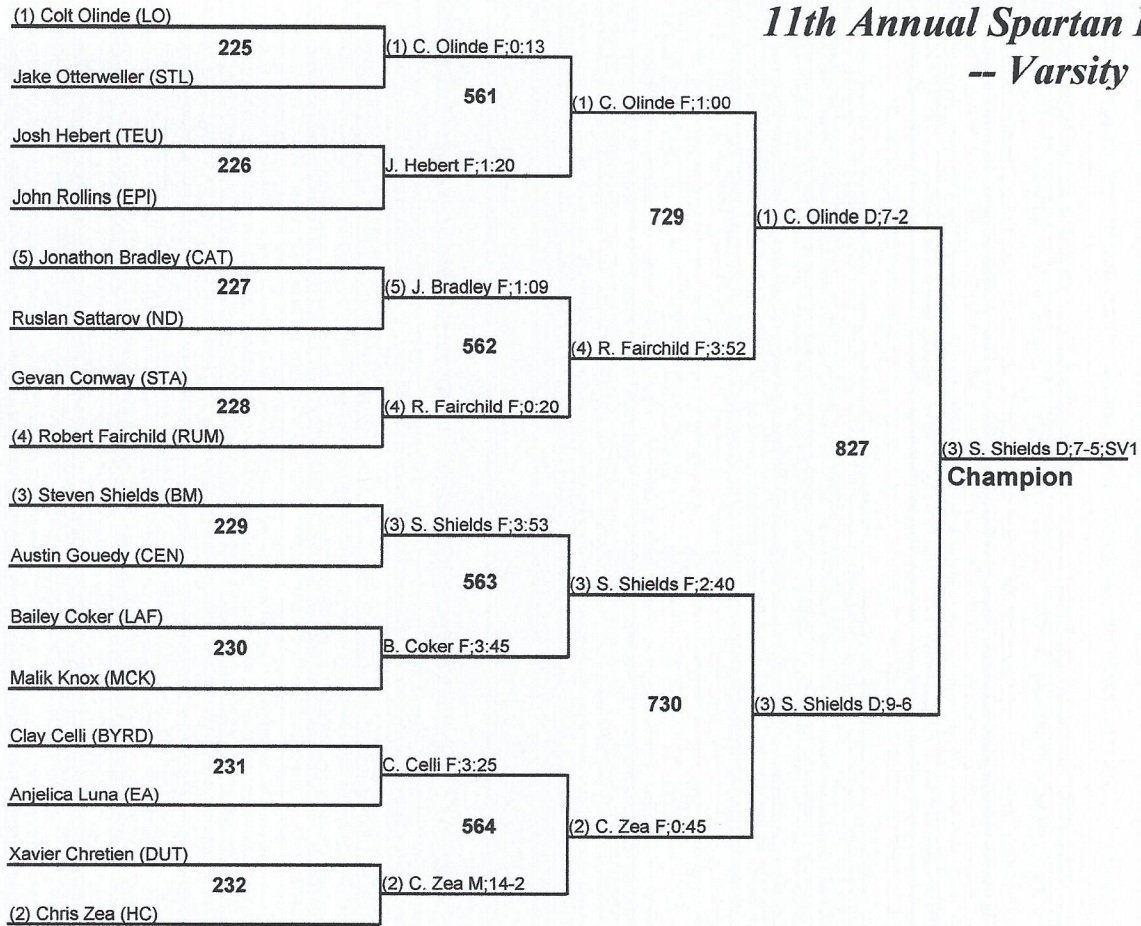 11th Annual Spartan
-- Varsity
(1) Colt Olinde (LO)
225
Jake Otterweller (STL)
(1) C. Olinde F;0:13
561
Josh Hebert (TEU)
226
John Rollins (EPI)
J. Hebert F;1:20
(1) C. Olinde F;1:00
729
(5) Jonathon Bradley (CAT)
227
Ruslan Sattarov (ND)
(5) J. Bradley F;1:09
562
Gevan Conway (STA)
228
(4) Robert Fairchild (RUM)
(4) R. Fairchild F;0:20
(4) R. Fairchild F;3:52
(1) C. Olinde D;7-2
827
(3) Steven Shields (BM)
229
Austin Gouedy (CEN)
(3) S. Shields F;3:53
563
Bailey Coker (LAF)
230
Malik Knox (MCK)
B. Coker F;3:45
(3) S. Shields F;2:40
730
Clay Celli (BYRD)
231
Anjelica Luna (EA)
C. Celli F;3:25
564
Xavier Chretien (DUT)
232
(2) Chris Zea (HC)
(2) C. Zea M;14-2
(2) C. Zea F;0:45
(3) S. Shields D;9-6
(3) S. Shields D;7-5;SV1
Champion